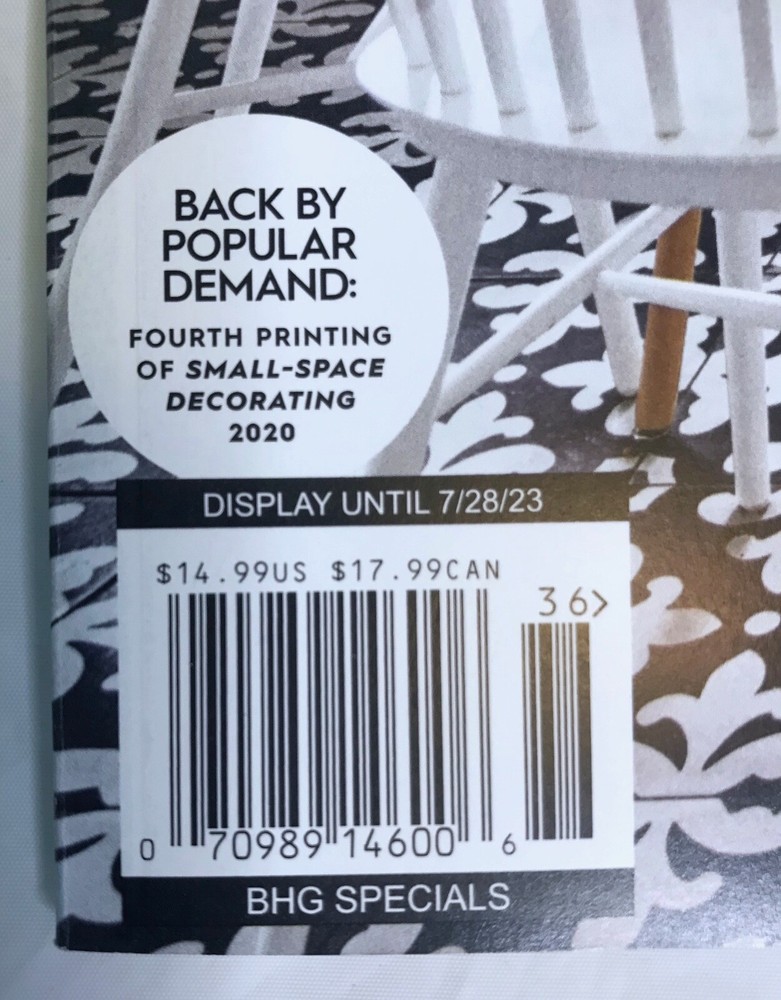 BACK BY
POPULAR
DEMAND:
FOURTH PRINTING
OF SMALL-SPACE
DECORATING
2020
DISPLAY UNTIL 7/28/23
$14.99US $17.99CAN
36>
0 70989 14600 6
BHG SPECIALS